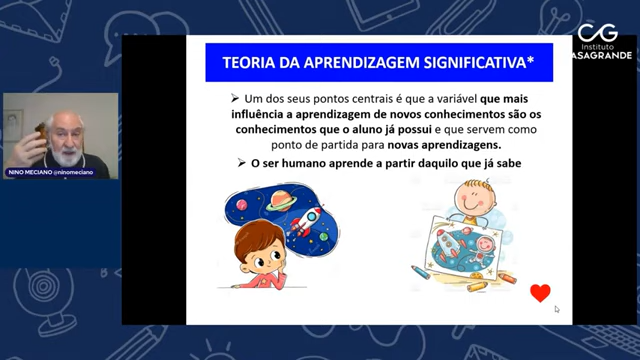 CG
Instituto
ASAGRANDE
TEORIA DA APRENDIZAGEM SIGNIFICATIVA*
➢ Um dos seus pontos centrais é que a variável que mais
influência a aprendizagem de novos conhecimentos são os
conhecimentos que o aluno já possui e que servem como
ponto de partida para novas aprendizagens.
➢ O ser humano aprende a partir daquilo que já sabe
NINO MECIANO @ninomeciano